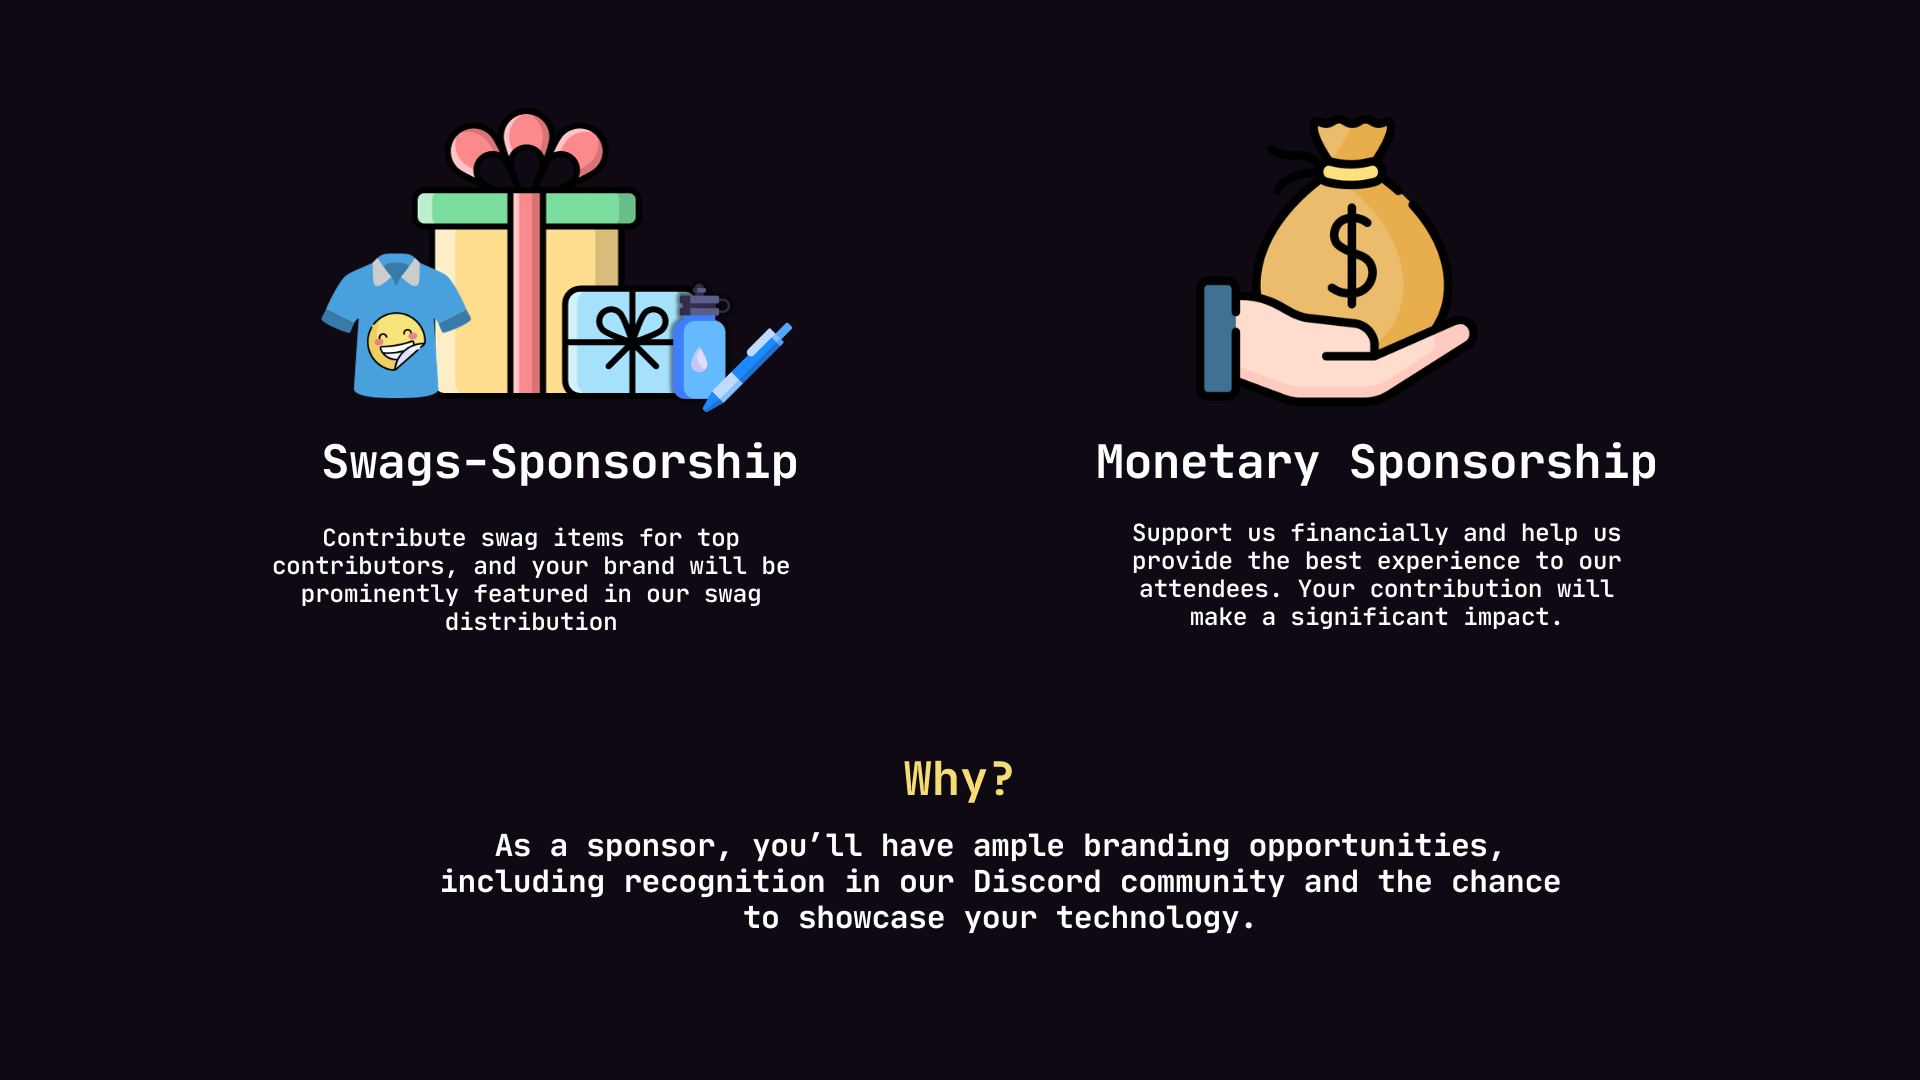 Swags-Sponsorship
Contribute swag items for top
contributors, and your brand will be
prominently featured in our swag
distribution
$
Monetary Sponsorship
Support us financially and help us
provide the best experience to our
attendees. Your contribution will
make a significant impact.
Why?
As a sponsor, you’ll have ample branding opportunities,
including recognition in our Discord community and the chance
to showcase your technology.